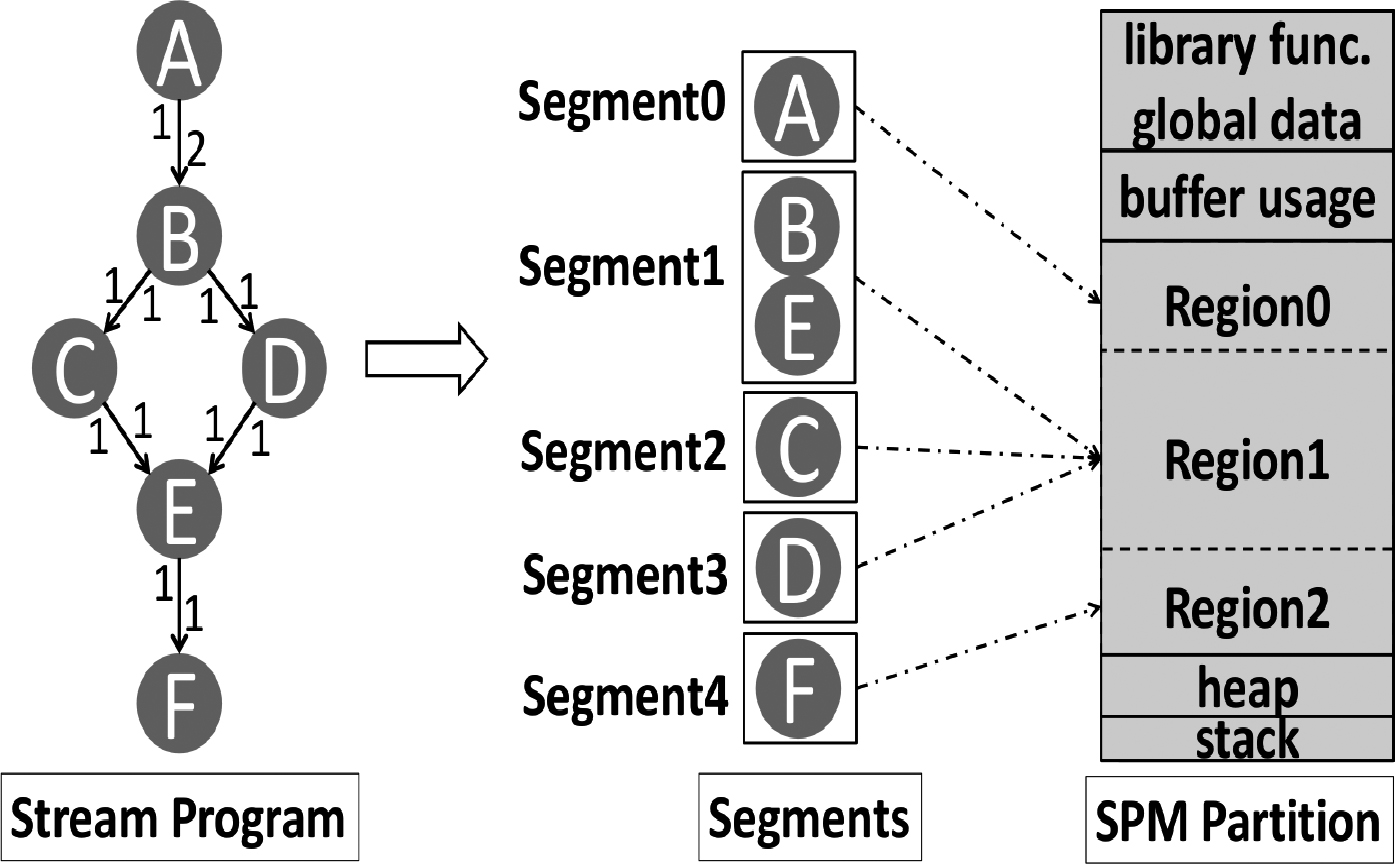 A
1
2
B
1
1
1
1
C
D
1
1
1
1
E
1
1
F
Stream Program
Segment0
A
Segment1
B
E
Segment2
C
Segment3
D
Segment4
F
Segments
library func.
global data
buffer usage
Region0
Region1
Region2
heap
stack
SPM Partition